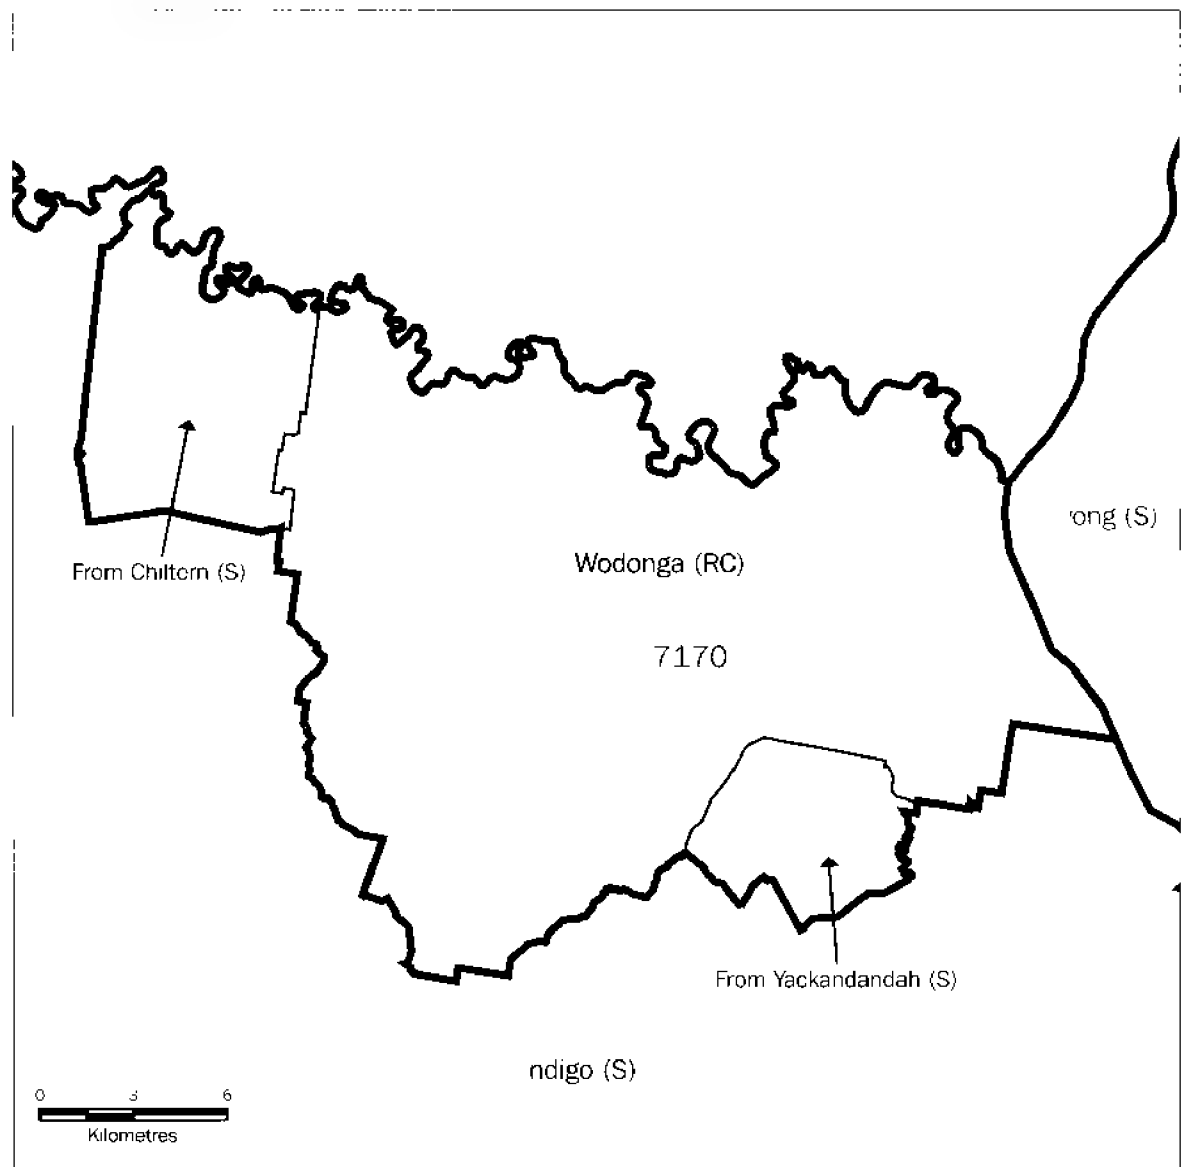 ong (S)
Wodonga (RC)
From Chiltern (S)
7170
From Yackandandah (S)
ndigo (S)
0 3 6
Kilometres